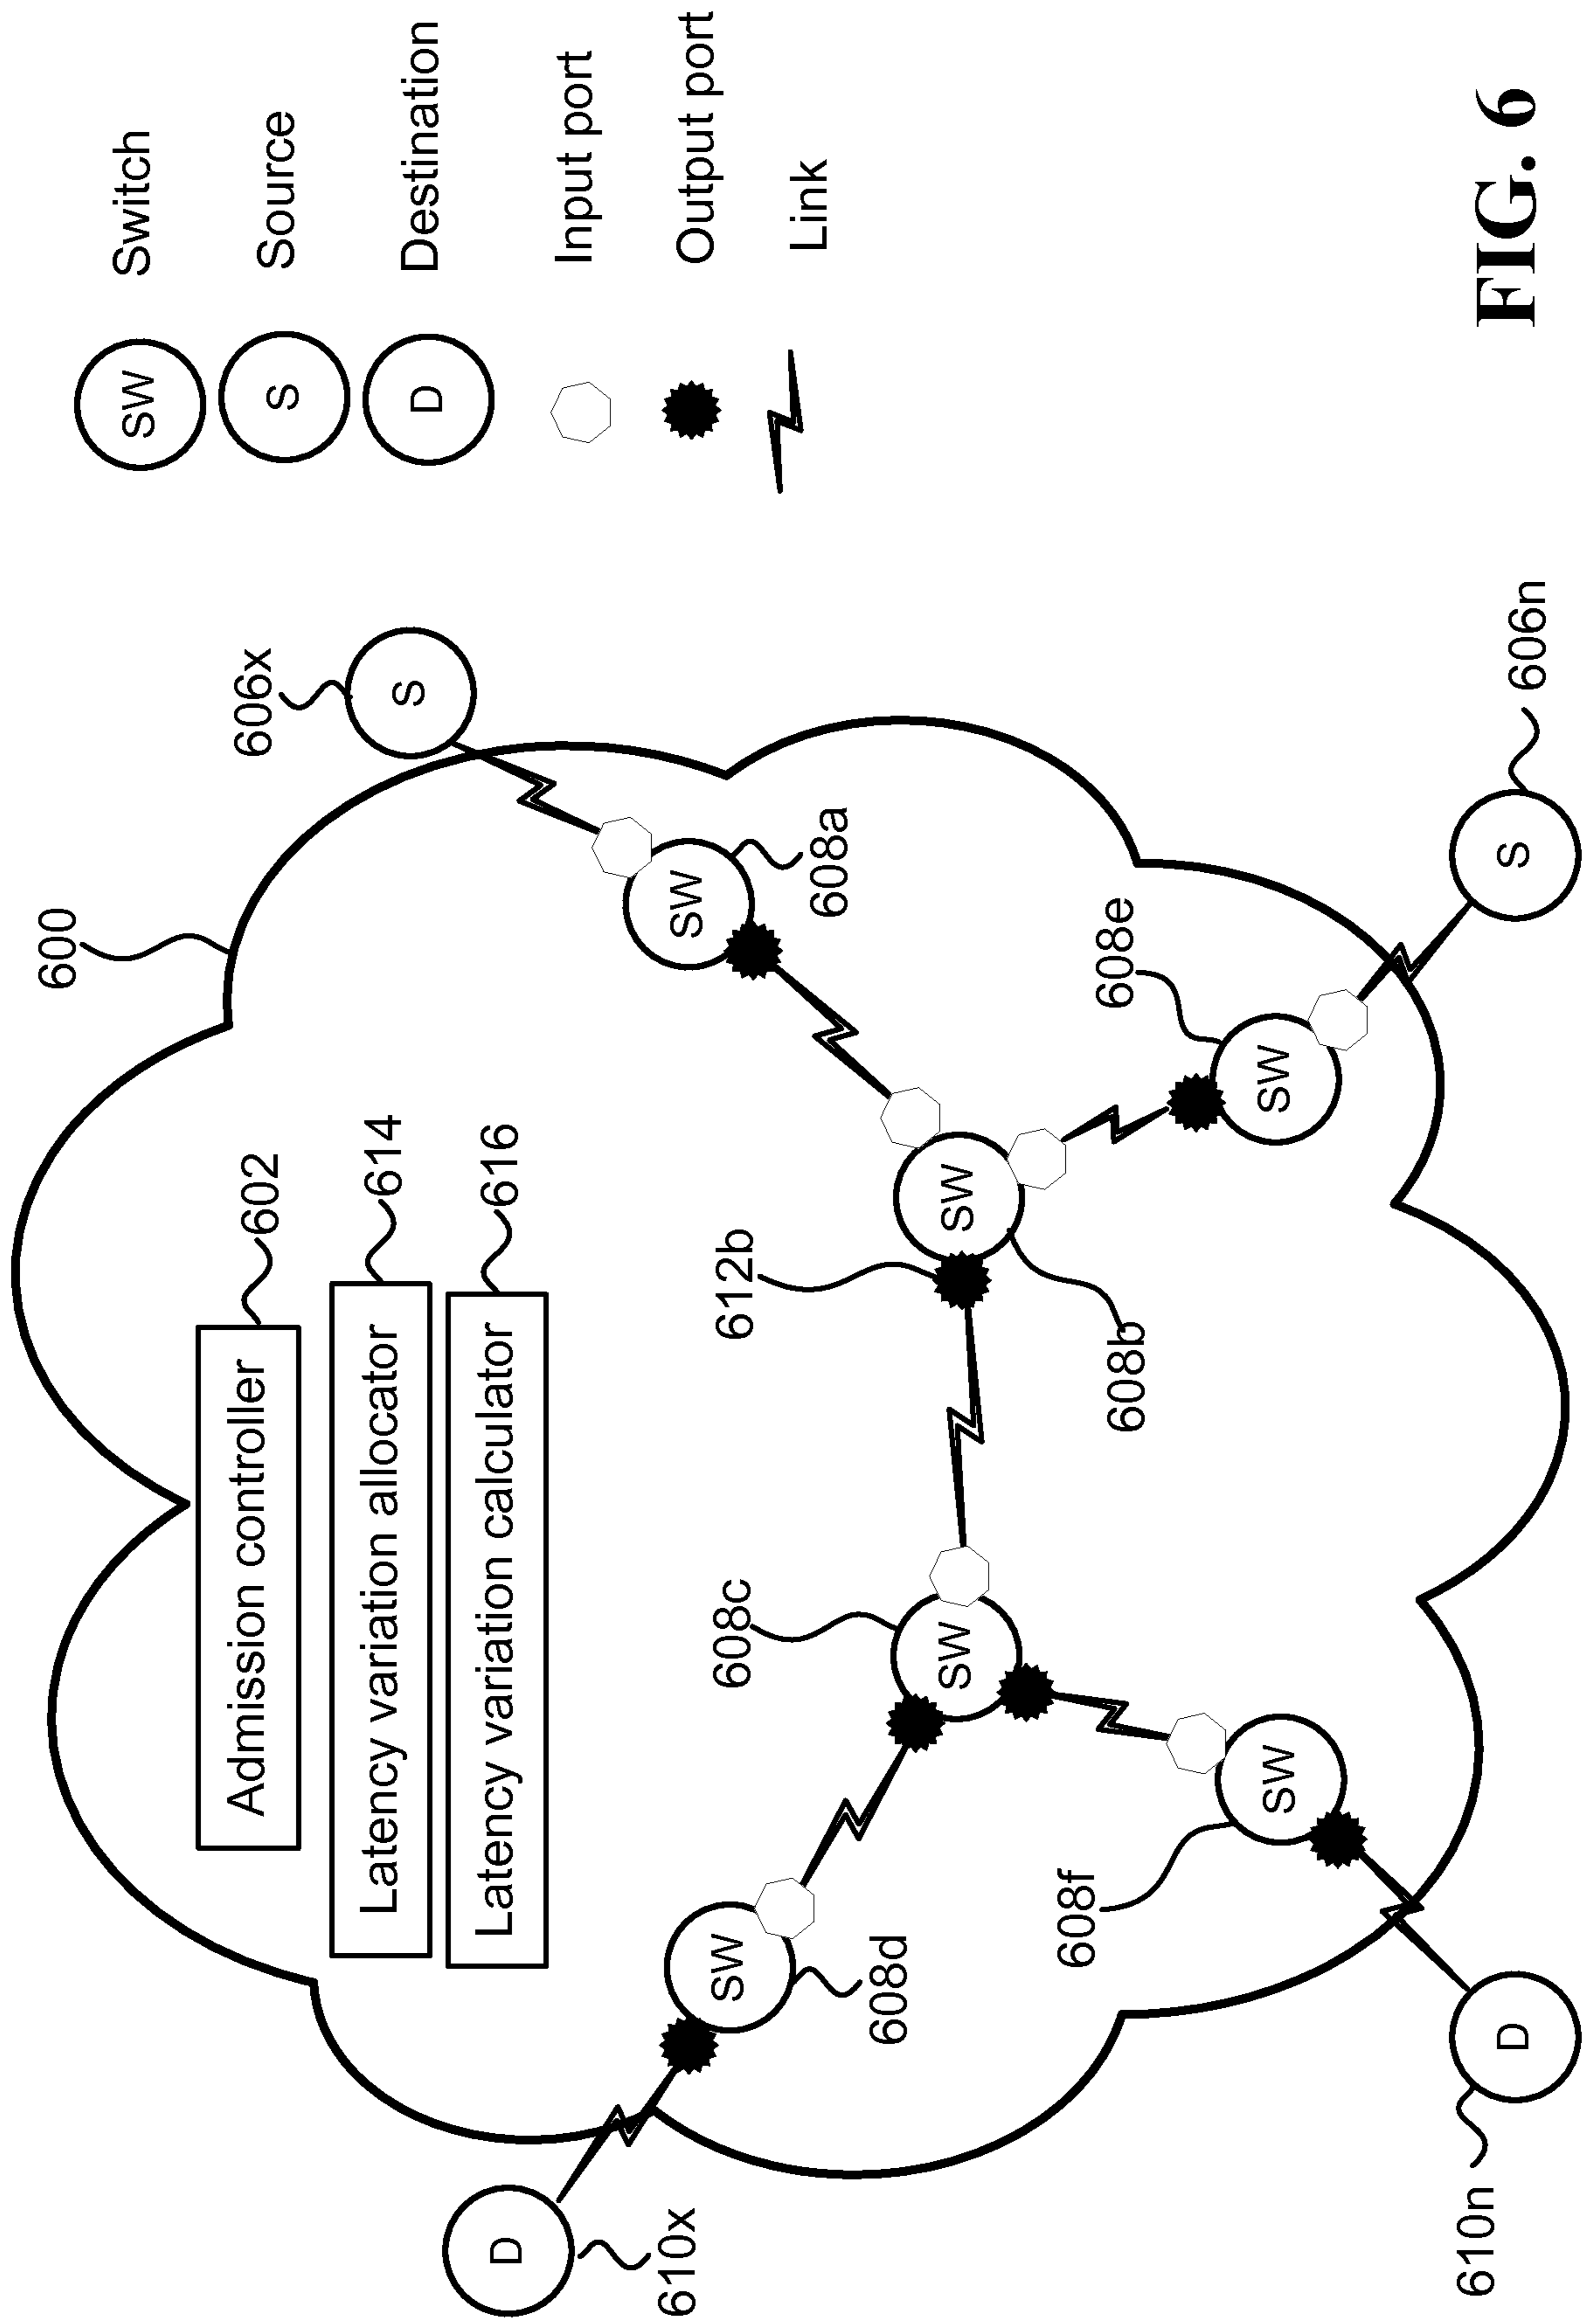 600
Admission controller
602
Latency variation allocator
614
Latency variation calculator
616
D
610x
SW
608d
SW
608c
612b
SW
608b
SW
608a
S
606x
SW
608f
SW
608e
D
610n
S
606n
SW Switch
S Source
D Destination
Input port
Output port
Link
FIG. 6